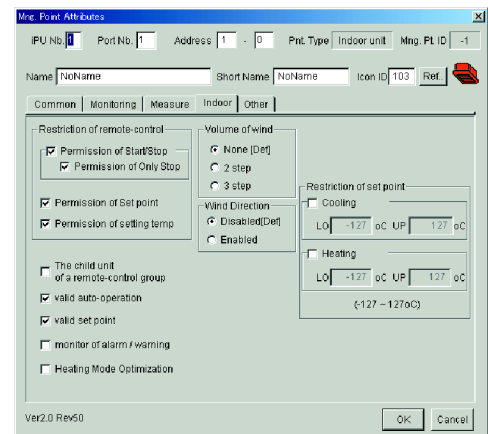 Mng. Point Attributes
iPU Nb. 1 Port Nb. 1 Address 1 - 0 Pnt. Type Indoor unit Mng. Pt. ID -1
Name NoName Short Name NoName Icon ID 103 Ref..
Common Monitoring Measure Indoor Other
Restriction of remote-control
Permission of Start/Stop
Permission of Only Stop
Permission of Set point
Permission of setting temp
Volume of wind
None [Def]
2 step
3 step
Wind Direction
Disabled[Def]
Enabled
Restriction of set point
Cooling
LO -127 oC UP 127 oC
Heating
LO -127 oC UP 127 oC
(-127 ~ 127oC)
The child unit
of a remote-control group
valid auto-operation
valid set point
monitor of alarm / warning
Heating Mode Optimization
Ver2.0 Rev50
OK Cancel